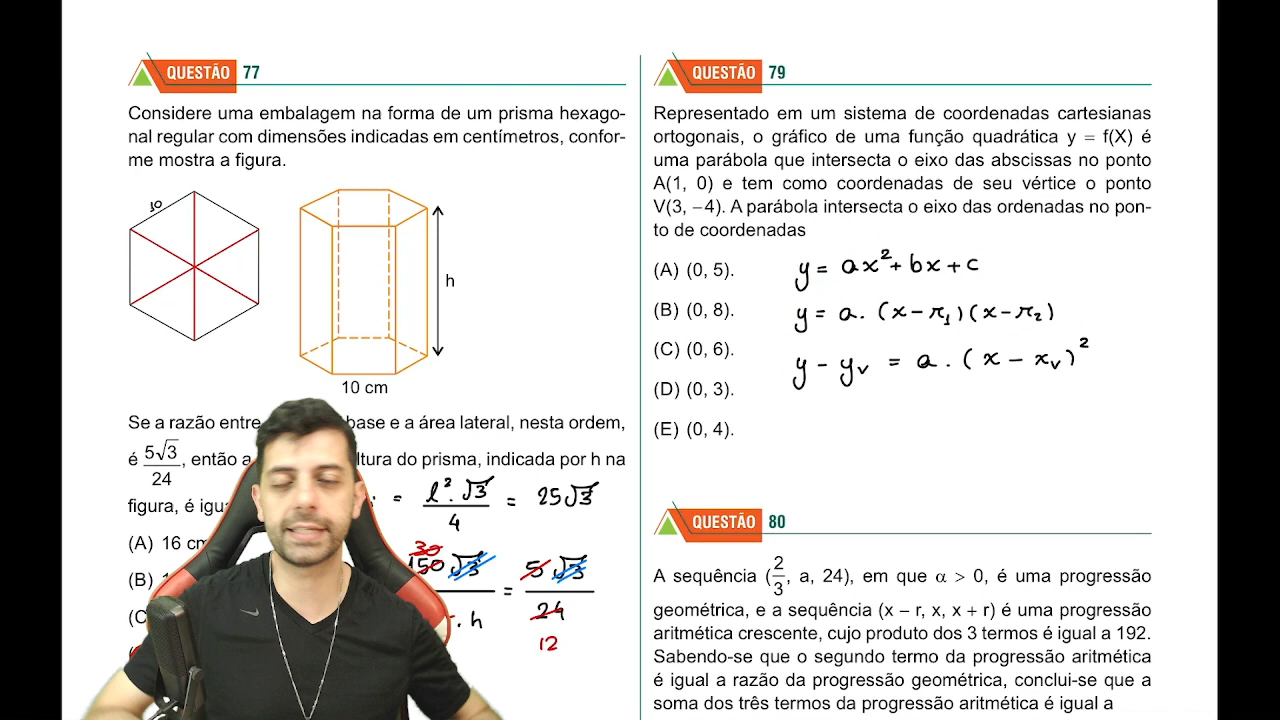 QUESTÃO 77
Considere uma embalagem na forma de um prisma hexago-
nal regular com dimensões indicadas em centímetros, confor-
me mostra a figura.
10
h
10 cm
Se a razão entre base e a área lateral, nesta ordem,
é 5√3/24, então a ltura do prisma, indicada por h na
figura, é igu
= l². √3 / 4 = 25√3
(A) 16 cm
30
150√3 / . h = 5√3 / 24
12
(B) 1
(C)
QUESTÃO 79
Representado em um sistema de coordenadas cartesianas
ortogonais, o gráfico de uma função quadrática y = f(X) é
uma parábola que intersecta o eixo das abscissas no ponto
A(1, 0) e tem como coordenadas de seu vértice o ponto
V(3, −4). A parábola intersecta o eixo das ordenadas no pon-
to de coordenadas
(A) (0, 5).
y = ax² + bx + c
(B) (0, 8).
y = a. (x − r₁)(x − r₂)
(C) (0, 6).
y − yᵥ = a. (x − xᵥ)²
(D) (0, 3).
(E) (0, 4).
QUESTÃO 80
A sequência (2/3, a, 24), em que α > 0, é uma progressão
geométrica, e a sequência (x − r, x, x + r) é uma progressão
aritmética crescente, cujo produto dos 3 termos é igual a 192.
Sabendo-se que o segundo termo da progressão aritmética
é igual a razão da progressão geométrica, conclui-se que a
soma dos três termos da progressão aritmética é igual a